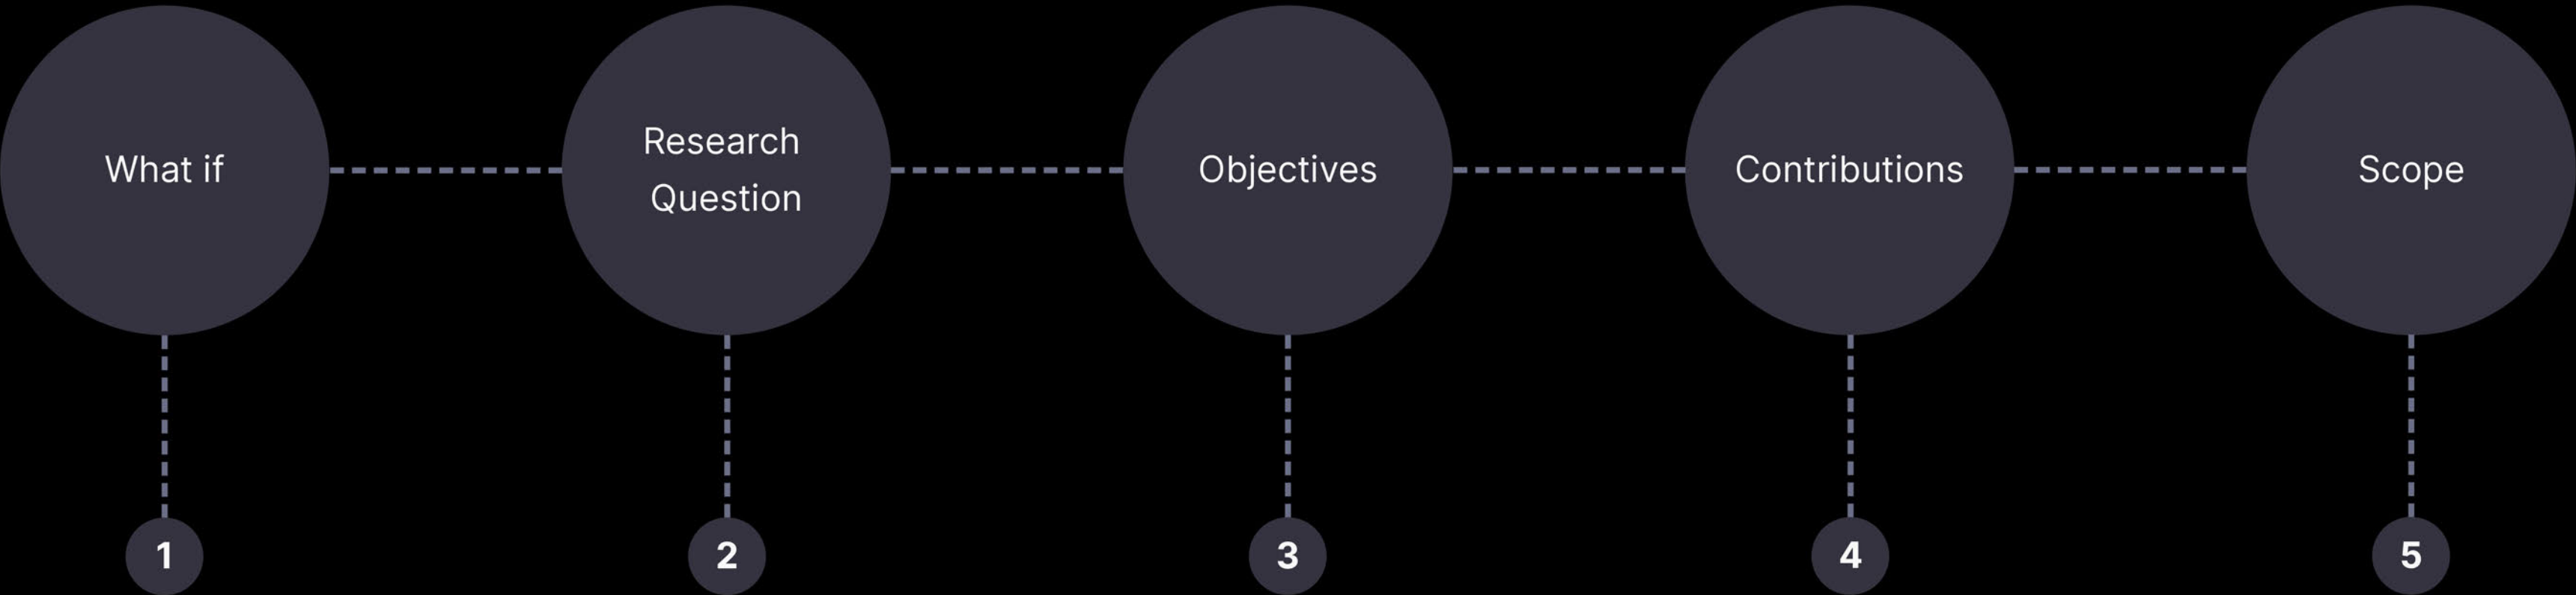 What if
Research
Question
Objectives
Contributions
Scope
1
2
3
4
5